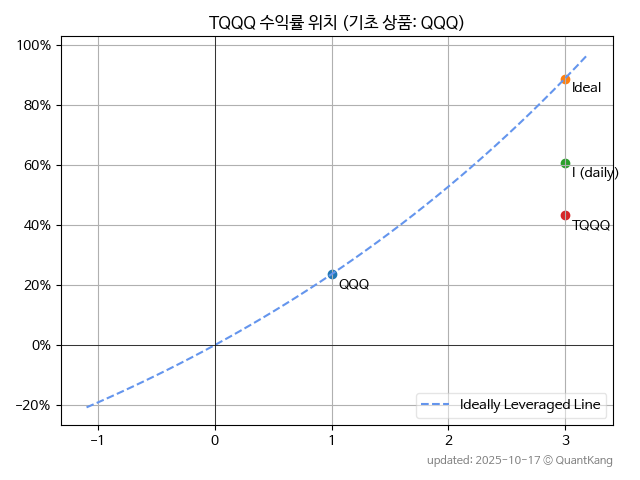 TQQQ 수익률 위치 (기초 상품: QQQ)
100%
80%
60%
40%
20%
0%
−20%
Ideal
I (daily)
TQQQ
QQQ
Ideally Leveraged Line
−1
0
1
2
3
updated: 2025-10-17 © QuantKang